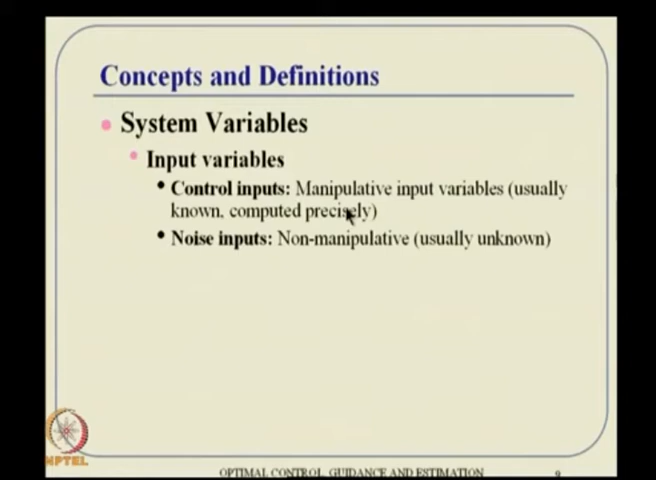 Concepts and Definitions
System Variables
Input variables
Control inputs: Manipulative input variables (usually
known, computed precisely)
Noise inputs: Non-manipulative (usually unknown)
NPTEL
OPTIMAL CONTROL, GUIDANCE AND ESTIMATION
9